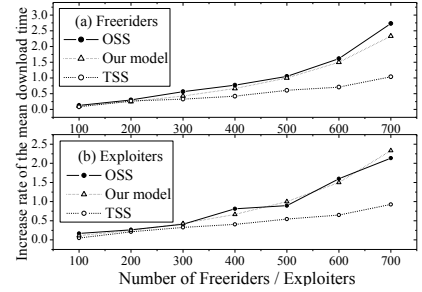 Increase rate of the mean download time
3.0
2.5
2.0
1.5
1.0
0.5
0.0
(a) Freeriders
OSS
Our model
TSS
100 200 300 400 500 600 700
2.5
2.0
1.5
1.0
0.5
0.0
(b) Exploiters
OSS
Our model
TSS
100 200 300 400 500 600 700
Number of Freeriders / Exploiters